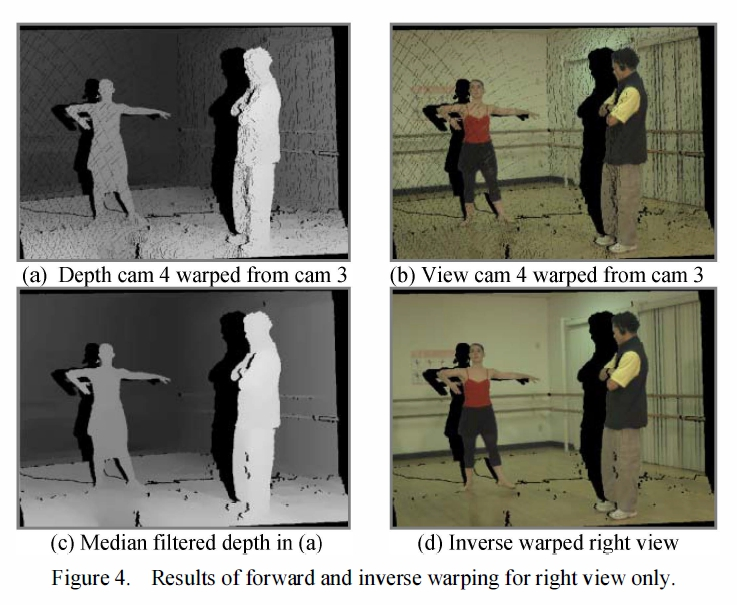 (a) Depth cam 4 warped from cam 3
(b) View cam 4 warped from cam 3
(c) Median filtered depth in (a)
(d) Inverse warped right view
Figure 4. Results of forward and inverse warping for right view only.